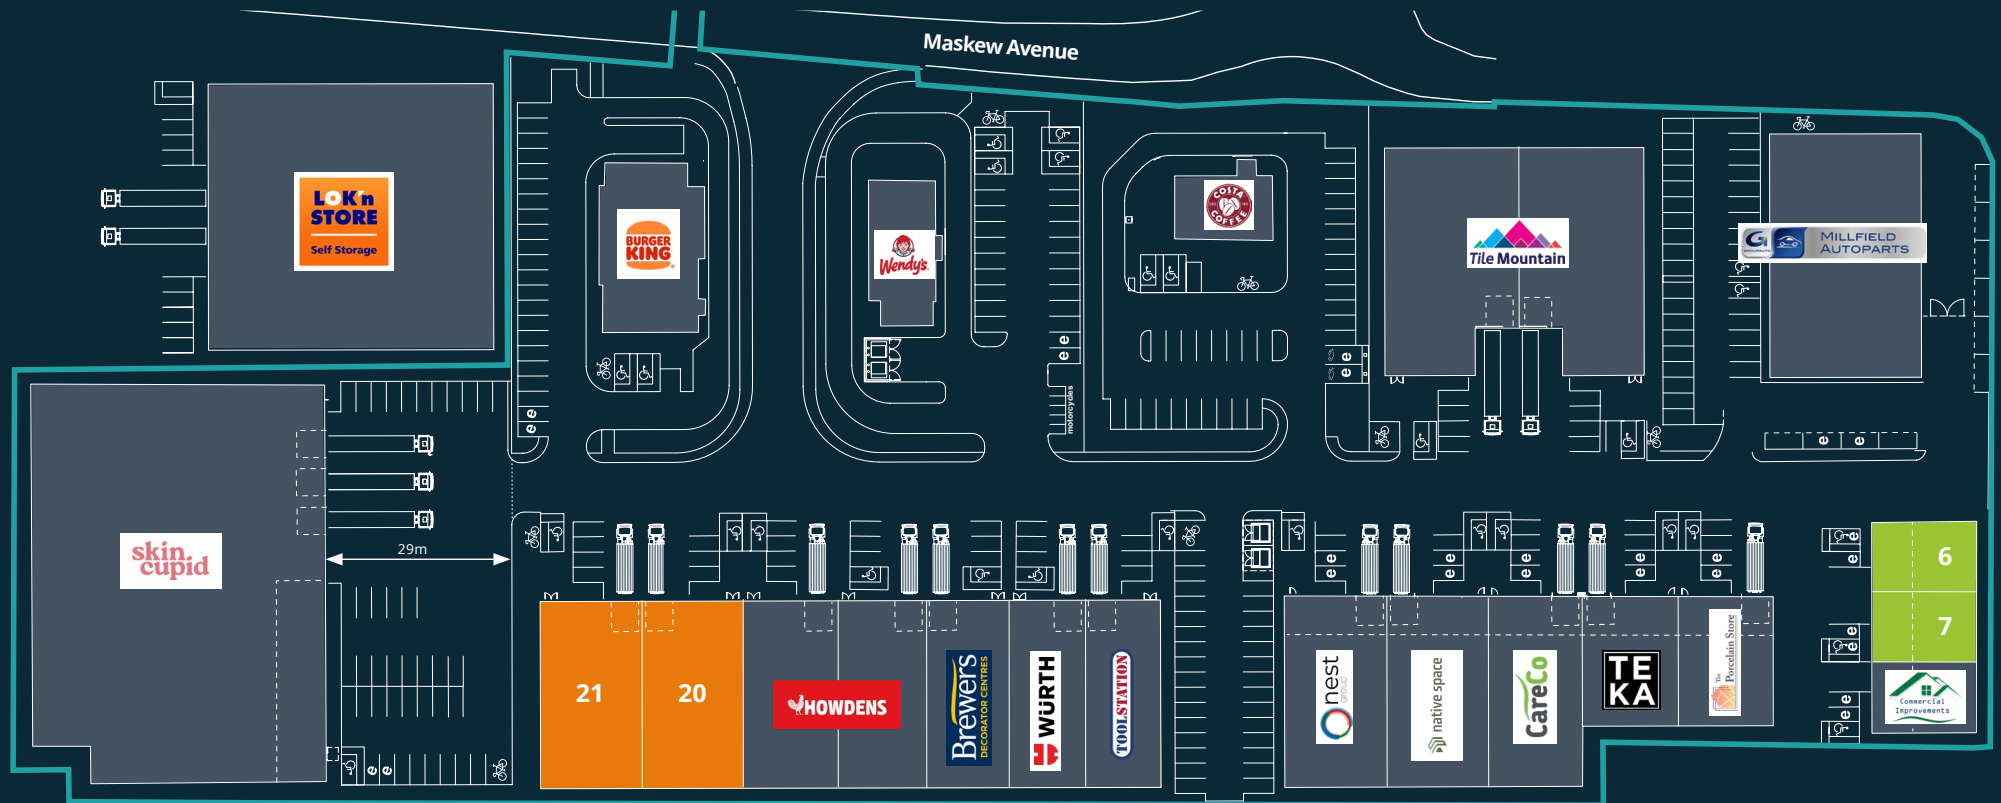 Maskew Avenue
LOK'n
STORE
Self Storage
BURGER
KING
Wendy's
COSTA
COFFEE
Tile Mountain
G
MILLFIELD
AUTOPARTS
e
e
e
e
e
e
motorcycles
e
e
skin
cupid
29m
e
e
21
20
HOWDENS
Brewers
DECORATOR CENTRES
WÜRTH
TOOLSTATION
e
e
e
e
e
e
e
e
e
e
onest
group
native space
CareCo
TE
KA
The
Porcelain Store
e
e
e
e
e
e
6
7
Commercial
Improvements